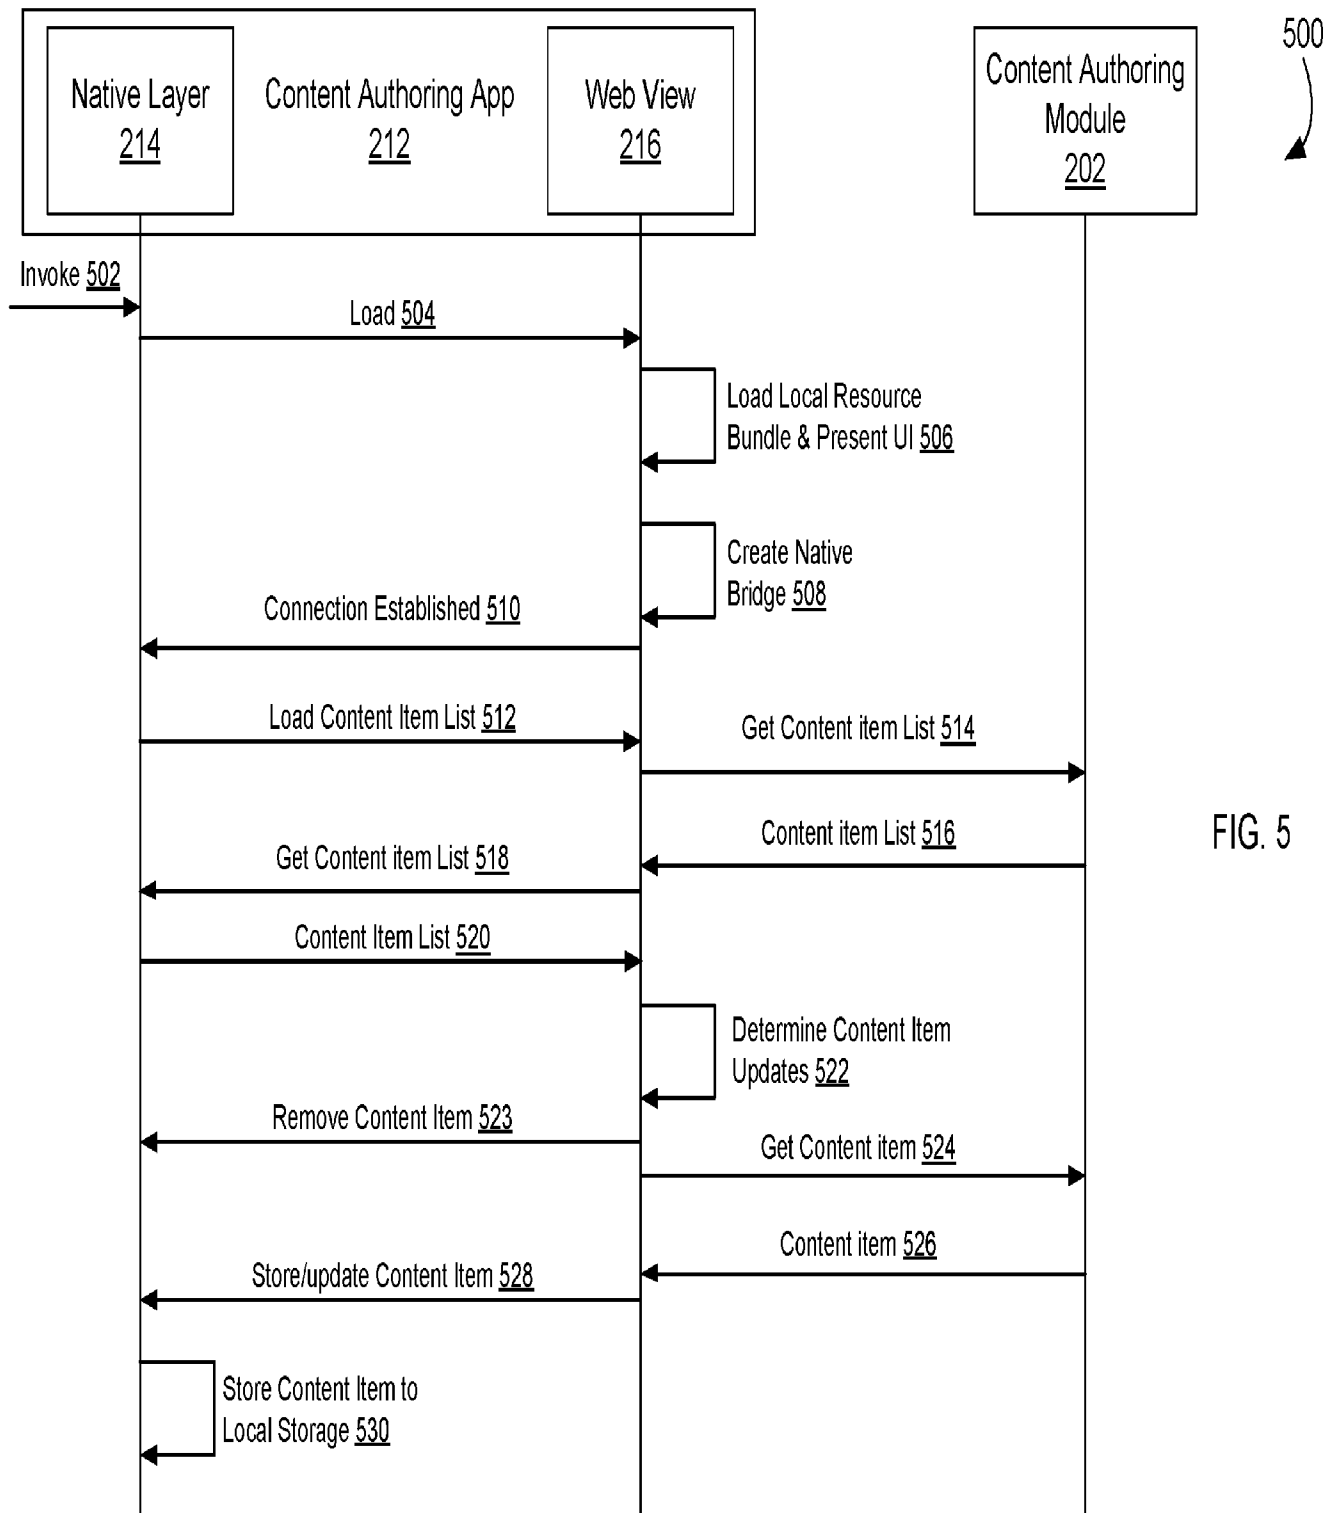 Native Layer
214
Content Authoring App
212
Web View
216
Content Authoring
Module
202
500
Invoke 502
Load 504
Load Local Resource
Bundle & Present UI 506
Create Native
Bridge 508
Connection Established 510
Load Content Item List 512
Get Content item List 514
Content item List 516
FIG. 5
Get Content item List 518
Content Item List 520
Determine Content Item
Updates 522
Remove Content Item 523
Get Content item 524
Content item 526
Store/update Content Item 528
Store Content Item to
Local Storage 530